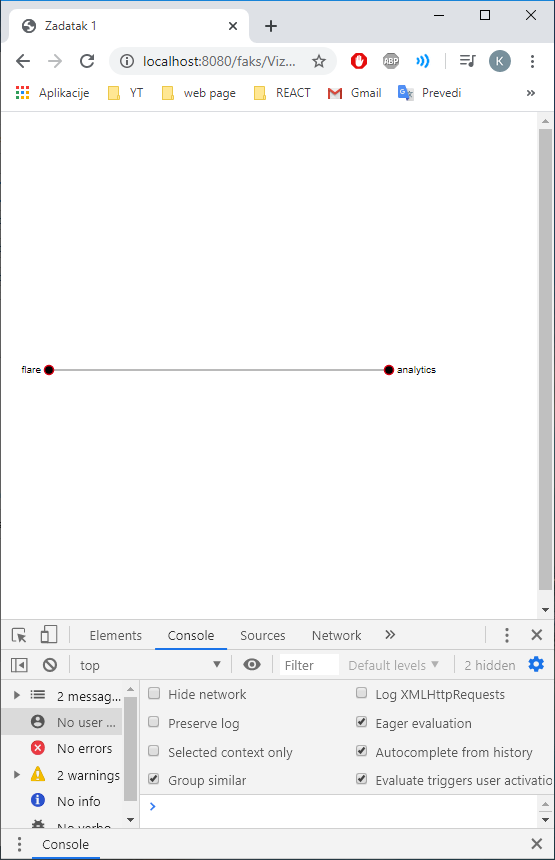 Zadatak 1
localhost:8080/faks/Viz... ABP K
Aplikacije YT web page REACT Gmail Prevedi »
flare analytics
Elements Console Sources Network »
top Filter Default levels 2 hidden
2 messag... Hide network Log XMLHttpRequests
No user ... Preserve log Eager evaluation
No errors Selected context only Autocomplete from history
2 warnings Group similar Evaluate triggers user activatio
No info
No verbo
Console